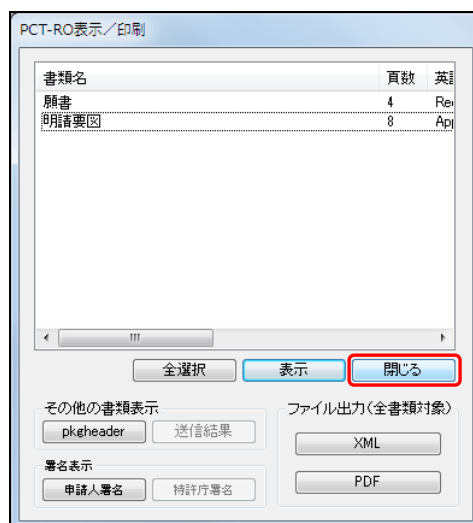 PCT-RO表示／印刷
書類名 頁数 英
願書 4 Re
明請要図 8 Ap
全選択 表示 閉じる
その他の書類表示 ファイル出力(全書類対象)
pkgheader 送信結果
XML
署名表示
申請人署名 特許庁署名 PDF